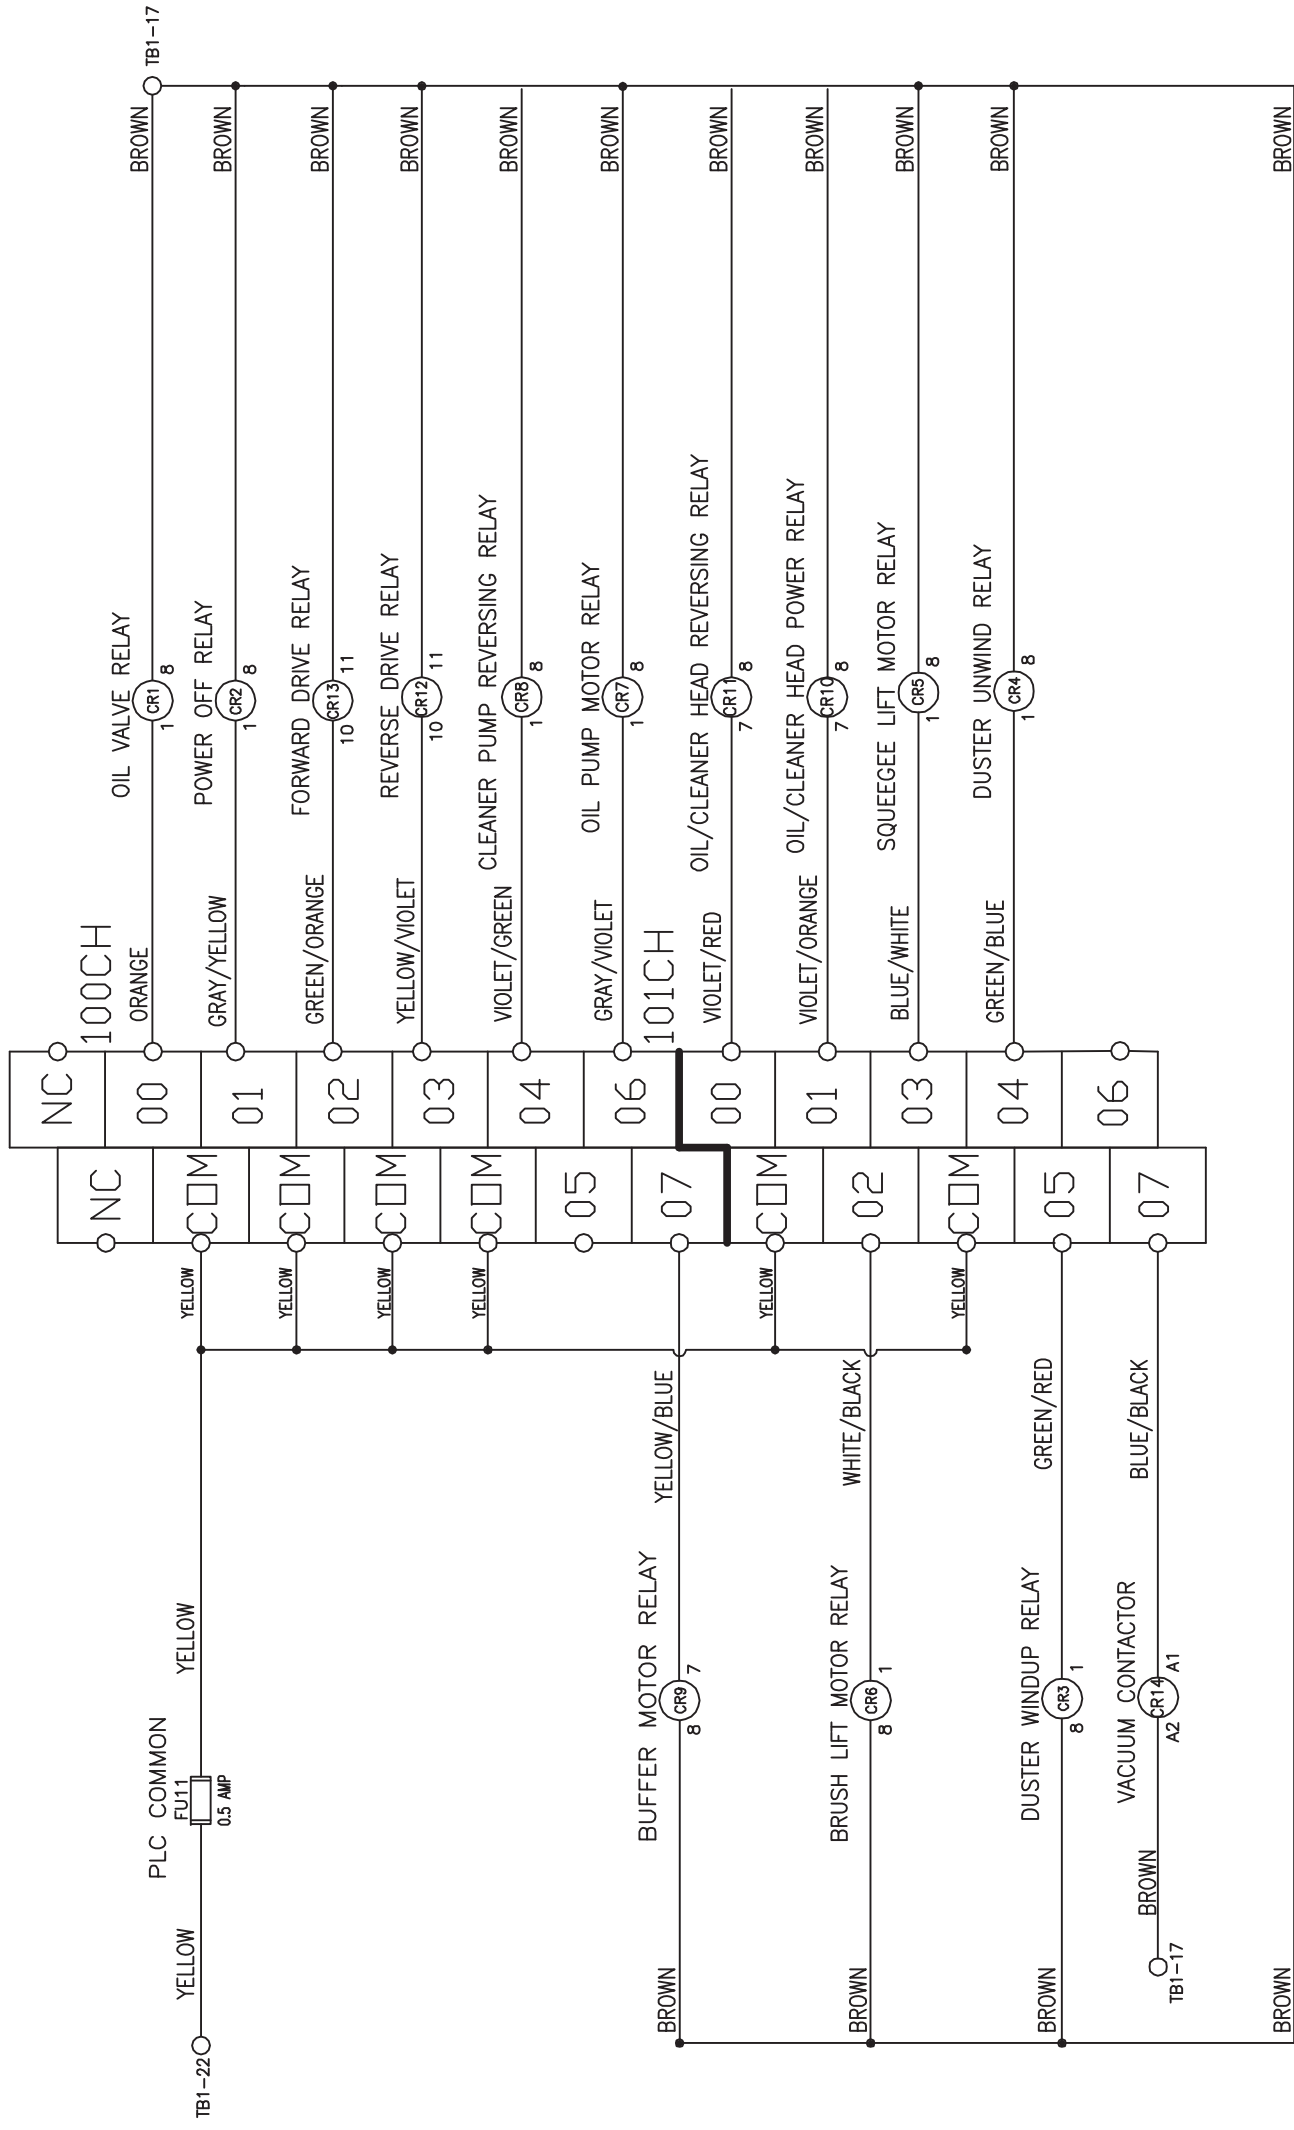 TB1-17
BROWN
BROWN
BROWN
BROWN
BROWN
BROWN
BROWN
BROWN
BROWN
BROWN
BROWN
OIL VALVE RELAY
1 CR1 8
POWER OFF RELAY
1 CR2 8
FORWARD DRIVE RELAY
10 CR13 11
REVERSE DRIVE RELAY
10 CR12 11
CLEANER PUMP REVERSING RELAY
1 CR8 8
OIL PUMP MOTOR RELAY
1 CR7 8
OIL/CLEANER HEAD REVERSING RELAY
7 CR11 8
OIL/CLEANER HEAD POWER RELAY
7 CR10 8
SQUEEGEE LIFT MOTOR RELAY
1 CR5 8
DUSTER UNWIND RELAY
1 CR4 8
100CH
ORANGE
GRAY/YELLOW
GREEN/ORANGE
YELLOW/VIOLET
VIOLET/GREEN
GRAY/VIOLET
101CH
VIOLET/RED
VIOLET/ORANGE
BLUE/WHITE
GREEN/BLUE
NC
00
01
02
03
04
06
00
01
03
04
06
NC
COM
COM
COM
COM
05
07
COM
02
COM
05
07
YELLOW
YELLOW
YELLOW
YELLOW
YELLOW
YELLOW
YELLOW
YELLOW/BLUE
WHITE/BLACK
GREEN/RED
BLUE/BLACK
PLC COMMON
FU11
0.5 AMP
BUFFER MOTOR RELAY
8 CR9 7
BRUSH LIFT MOTOR RELAY
8 CR6 1
DUSTER WINDUP RELAY
8 CR3 1
VACUUM CONTACTOR
A2 CR14 A1
YELLOW
TB1-22
BROWN
BROWN
BROWN
BROWN
TB1-17
BROWN